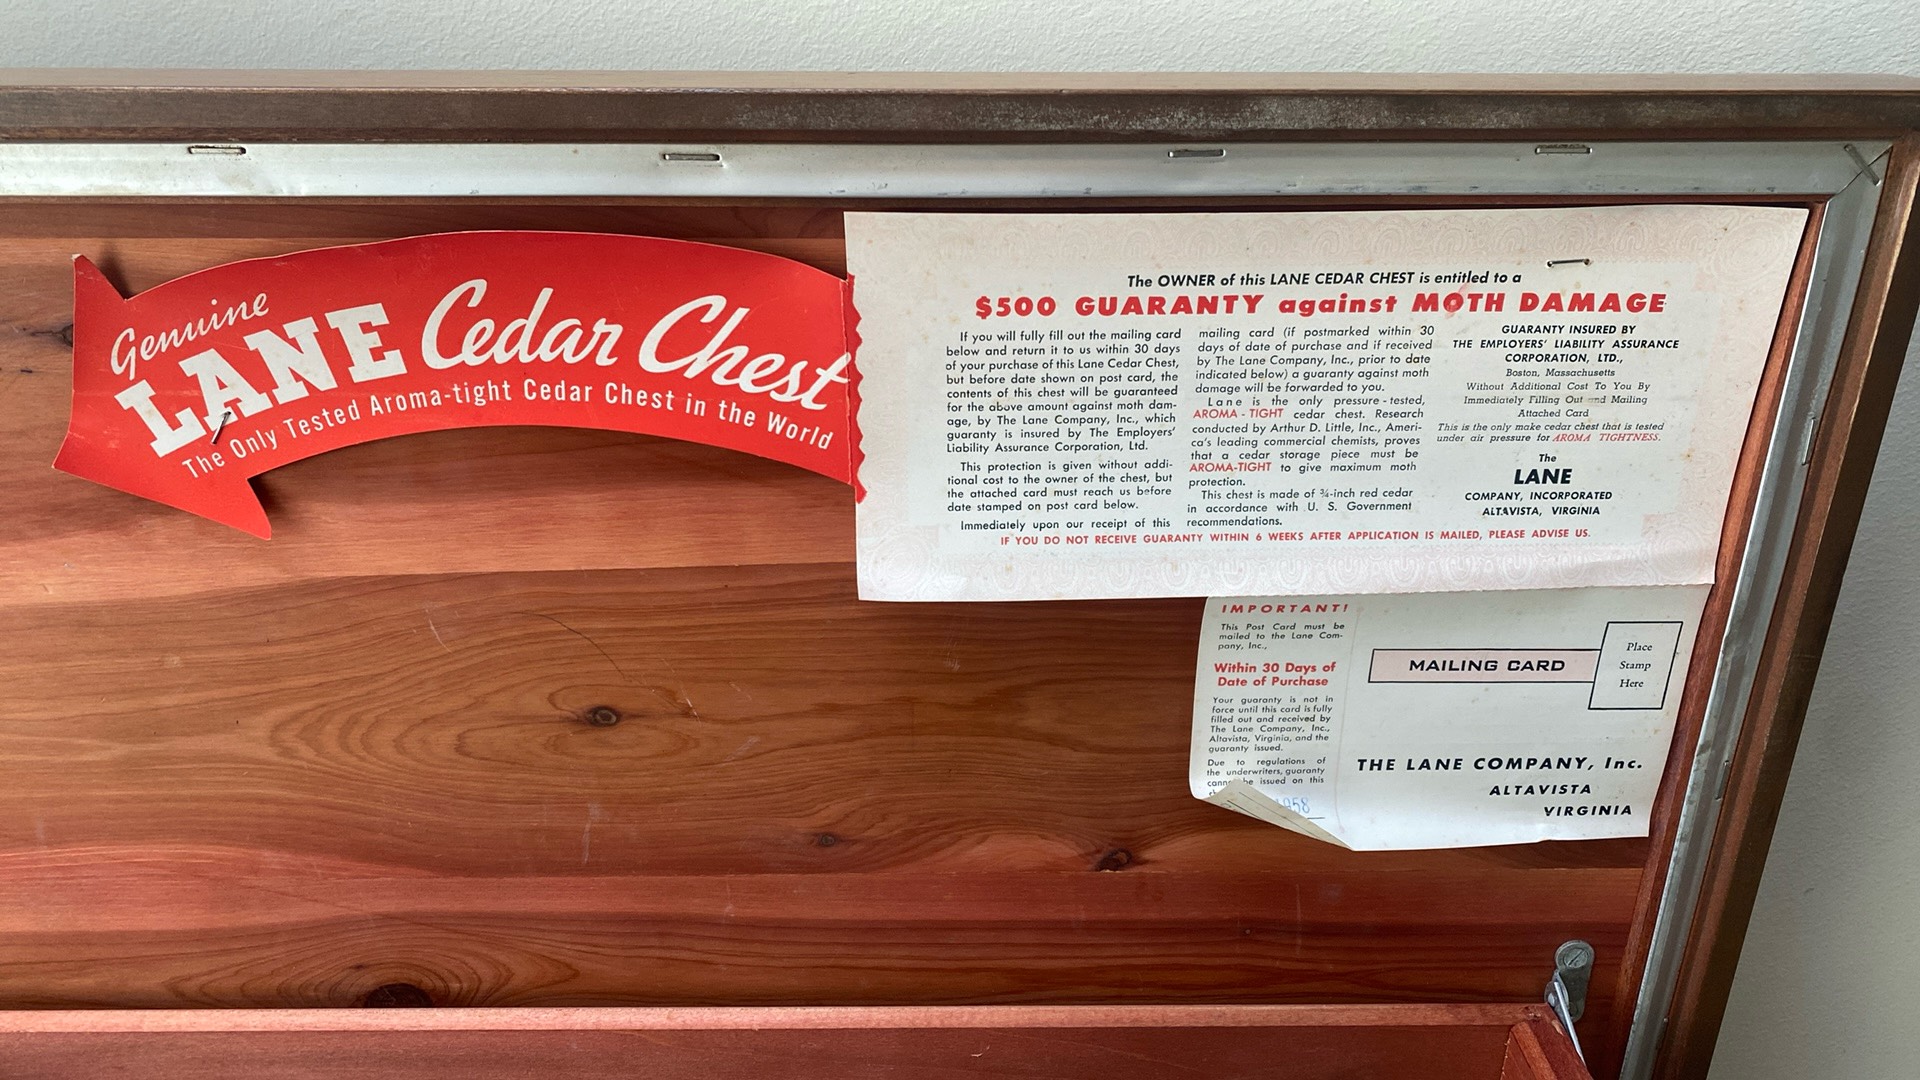 Genuine
LANE Cedar Chest
The Only Tested Aroma-tight Cedar Chest in the World
The OWNER of this LANE CEDAR CHEST is entitled to a
$500 GUARANTY against MOTH DAMAGE
If you will fully fill out the mailing card
below and return it to us within 30 days
of your purchase of this Lane Cedar Chest,
but before date shown on post card, the
contents of this chest will be guaranteed
for the above amount against moth dam-
age, by The Lane Company, Inc., which
guaranty is insured by The Employers'
Liability Assurance Corporation, Ltd.
This protection is given without addi-
tional cost to the owner of the chest, but
the attached card must reach us before
date stamped on post card below.
Immediately upon our receipt of this
mailing card (if postmarked within 30
days of date of purchase and if received
by The Lane Company, Inc., prior to date
indicated below) a guaranty against moth
damage will be forwarded to you.
Lane is the only pressure-tested,
AROMA-TIGHT cedar chest. Research
conducted by Arthur D. Little, Inc., Ameri-
ca's leading commercial chemists, proves
that a cedar storage piece must be
AROMA-TIGHT to give maximum moth
protection.
This chest is made of ¾-inch red cedar
in accordance with U. S. Government
recommendations.
GUARANTY INSURED BY
THE EMPLOYERS' LIABILITY ASSURANCE
CORPORATION, LTD.,
Boston, Massachusetts
Without Additional Cost To You By
Immediately Filling Out and Mailing
Attached Card
This is the only make cedar chest that is tested
under air pressure for AROMA TIGHTNESS.
The
LANE
COMPANY, INCORPORATED
ALTAVISTA, VIRGINIA
IF YOU DO NOT RECEIVE GUARANTY WITHIN 6 WEEKS AFTER APPLICATION IS MAILED, PLEASE ADVISE US.
IMPORTANT!
This Post Card must be
mailed to the Lane Com-
pany, Inc.,
Within 30 Days of
Date of Purchase
Your guaranty is not in
force until this card is fully
filled out and received by
The Lane Company, Inc.,
Altavista, Virginia, and the
guaranty issued.
Due to regulations of
the underwriters, guaranty
cannot be issued on this
1958
MAILING CARD
Place
Stamp
Here
THE LANE COMPANY, Inc.
ALTAVISTA
VIRGINIA